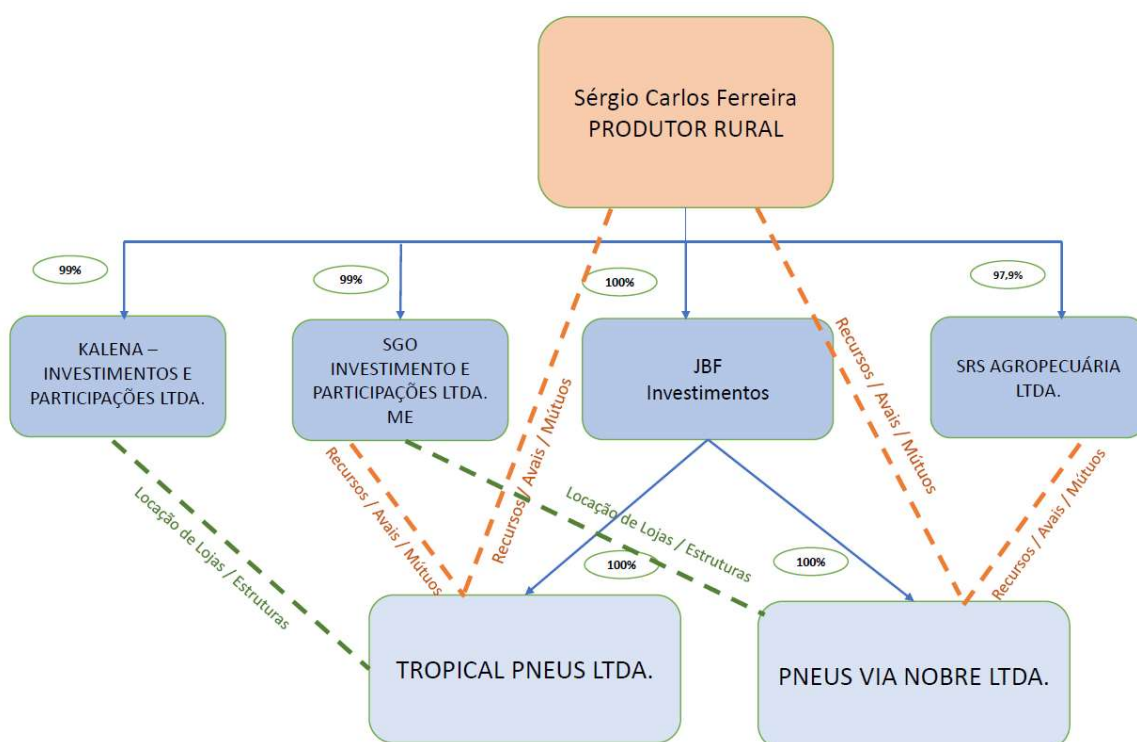 Sérgio Carlos Ferreira
PRODUTOR RURAL
99%
99%
100%
97,9%
KALENA –
INVESTIMENTOS E
PARTICIPAÇÕES LTDA.
SGO
INVESTIMENTO E
PARTICIPAÇÕES LTDA.
ME
JBF
Investimentos
SRS AGROPECUÁRIA
LTDA.
Recursos / Avais / Mútuos
Recursos / Avais / Mútuos
Recursos / Avais / Mútuos
Recursos / Avais / Mútuos
Locação de Lojas / Estruturas
Locação de Lojas / Estruturas
100%
100%
TROPICAL PNEUS LTDA.
PNEUS VIA NOBRE LTDA.